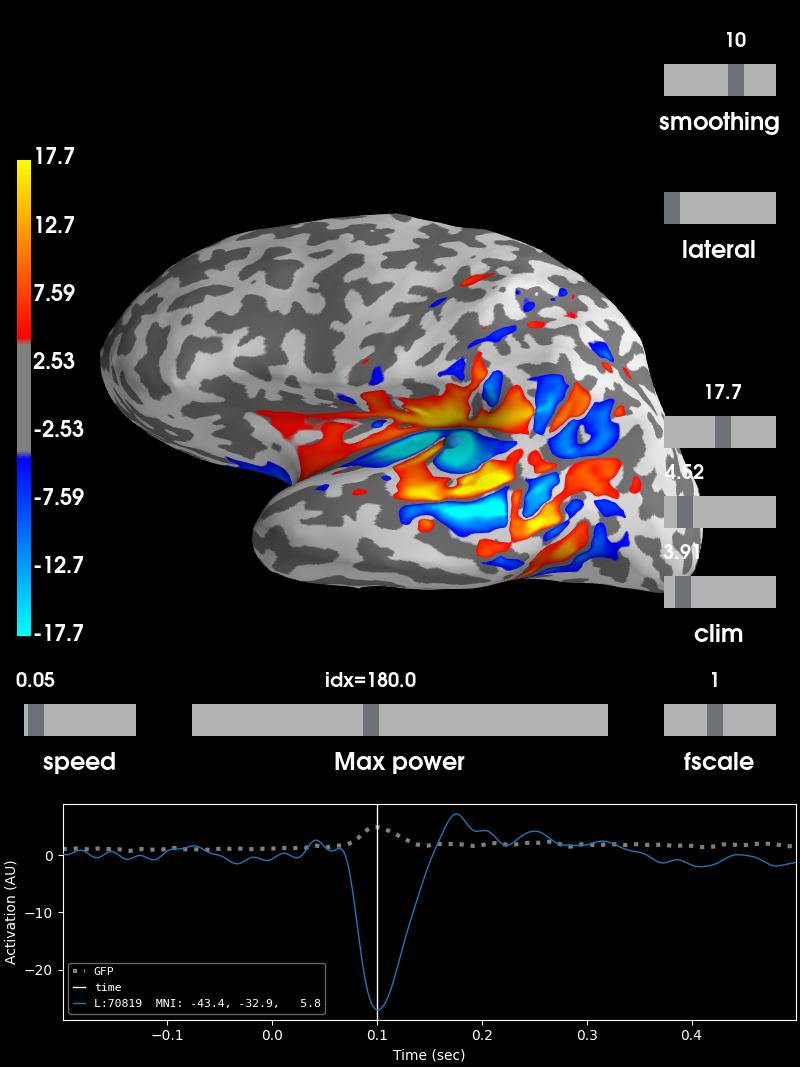 10
smoothing
17.7
12.7
7.59
2.53
-2.53
-7.59
-12.7
-17.7
lateral
17.7
4.52
3.91
clim
0.05
speed
idx=180.0
Max power
1
fscale
Activation (AU)
0
−10
−20
GFP
time
L:70819 MNI: -43.4, -32.9, 5.8
−0.1 0.0 0.1 0.2 0.3 0.4
Time (sec)